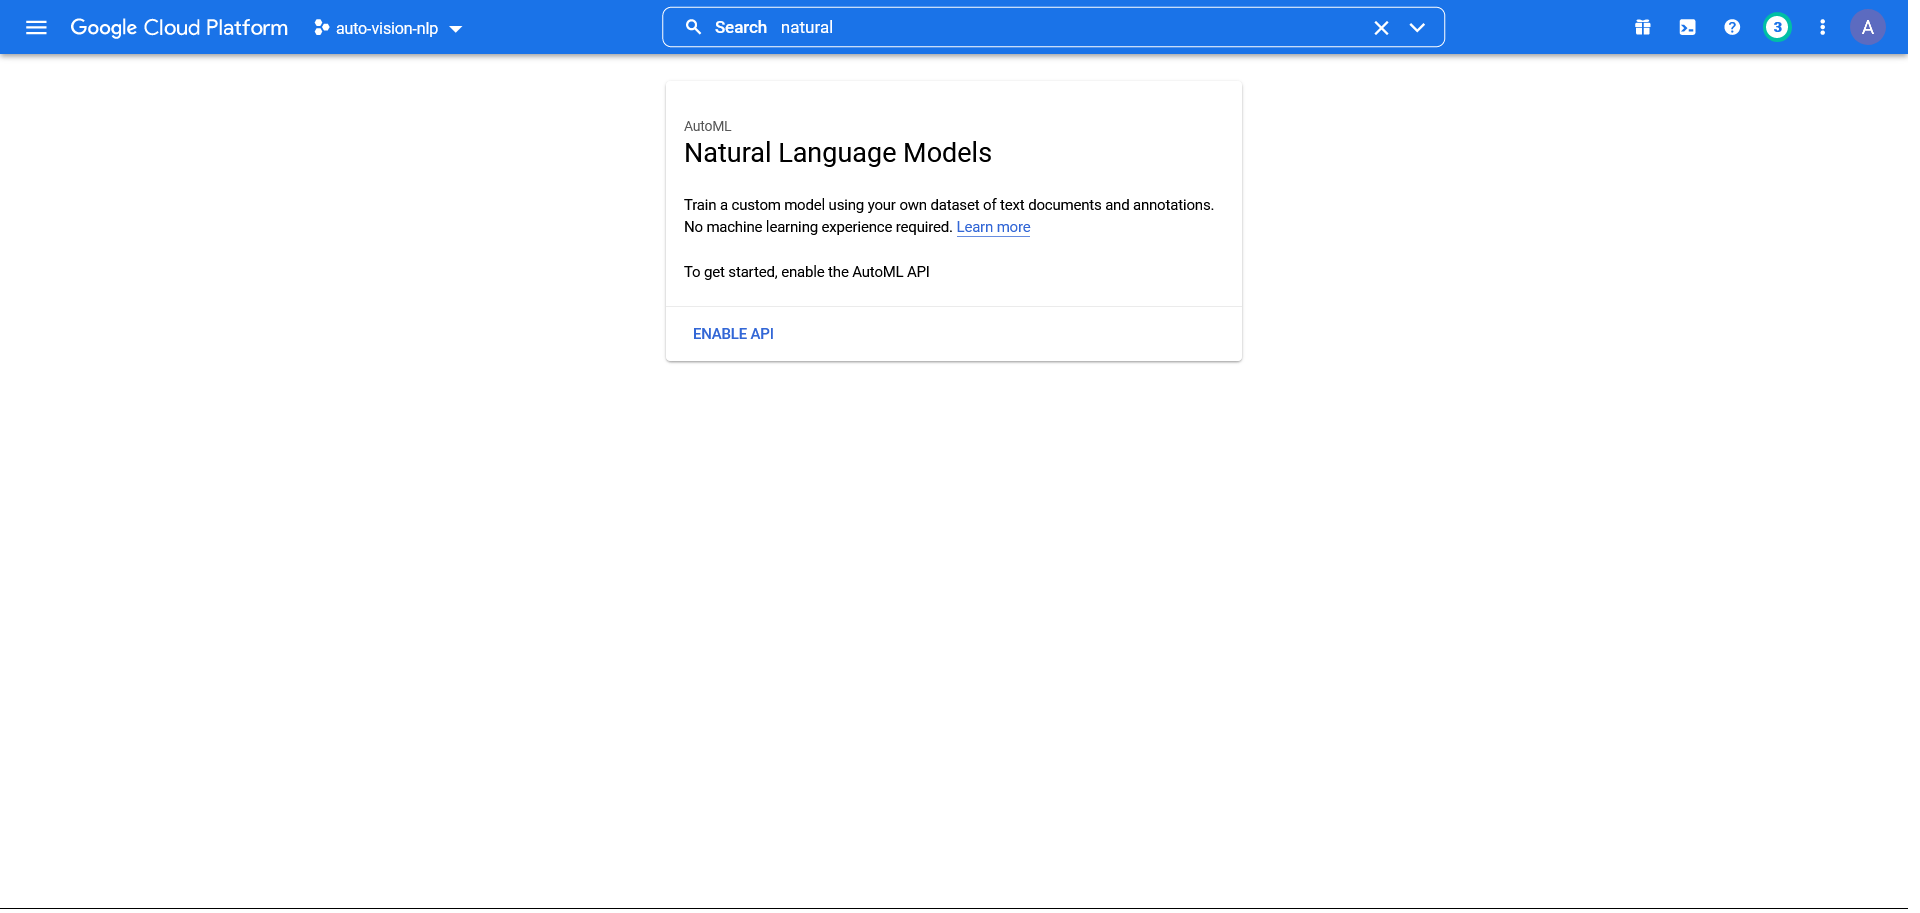 Google Cloud Platform auto-vision-nlp Search natural 3 A
AutoML
Natural Language Models
Train a custom model using your own dataset of text documents and annotations.
No machine learning experience required. Learn more
To get started, enable the AutoML API
ENABLE API